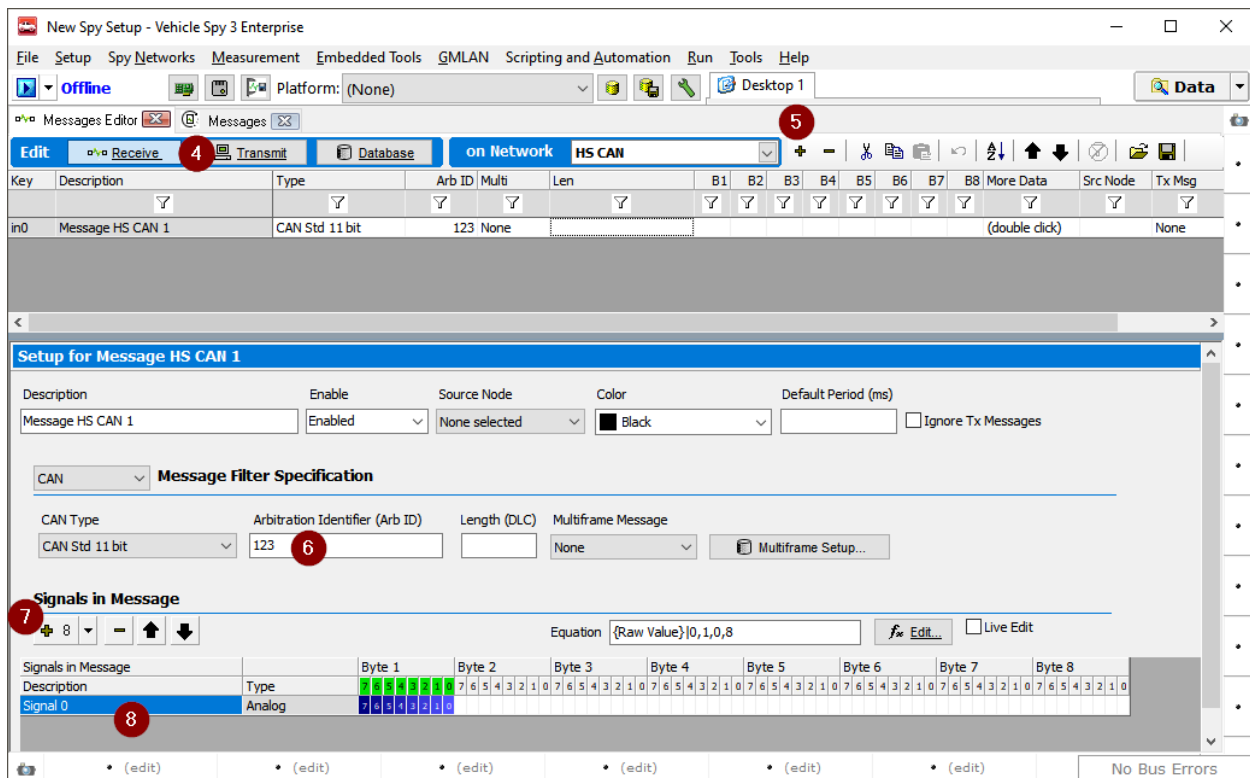 New Spy Setup - Vehicle Spy 3 Enterprise
File Setup Spy Networks Measurement Embedded Tools GMLAN Scripting and Automation Run Tools Help
Offline Platform: (None) Desktop 1 Data
Messages Editor Messages 5
Edit Receive 4 Transmit Database on Network HS CAN
Key Description Type Arb ID Multi Len B1 B2 B3 B4 B5 B6 B7 B8 More Data Src Node Tx Msg
in0 Message HS CAN 1 CAN Std 11 bit 123 None (double click) None
Setup for Message HS CAN 1
Description Enable Source Node Color Default Period (ms)
Message HS CAN 1 Enabled None selected Black Ignore Tx Messages
CAN Message Filter Specification
CAN Type Arbitration Identifier (Arb ID) Length (DLC) Multiframe Message
CAN Std 11 bit 123 6 None Multiframe Setup...
Signals in Message
7 8 Equation {Raw Value}|0,1,0,8 fx Edit... Live Edit
Signals in Message Byte 1 Byte 2 Byte 3 Byte 4 Byte 5 Byte 6 Byte 7 Byte 8
Description Type 7 6 5 4 3 2 1 0 7 6 5 4 3 2 1 0 7 6 5 4 3 2 1 0 7 6 5 4 3 2 1 0 7 6 5 4 3 2 1 0 7 6 5 4 3 2 1 0 7 6 5 4 3 2 1 0 7 6 5 4 3 2 1 0
Signal 0 8 Analog 7 6 5 4 3 2 1 0
(edit) (edit) (edit) (edit) (edit) (edit) No Bus Errors